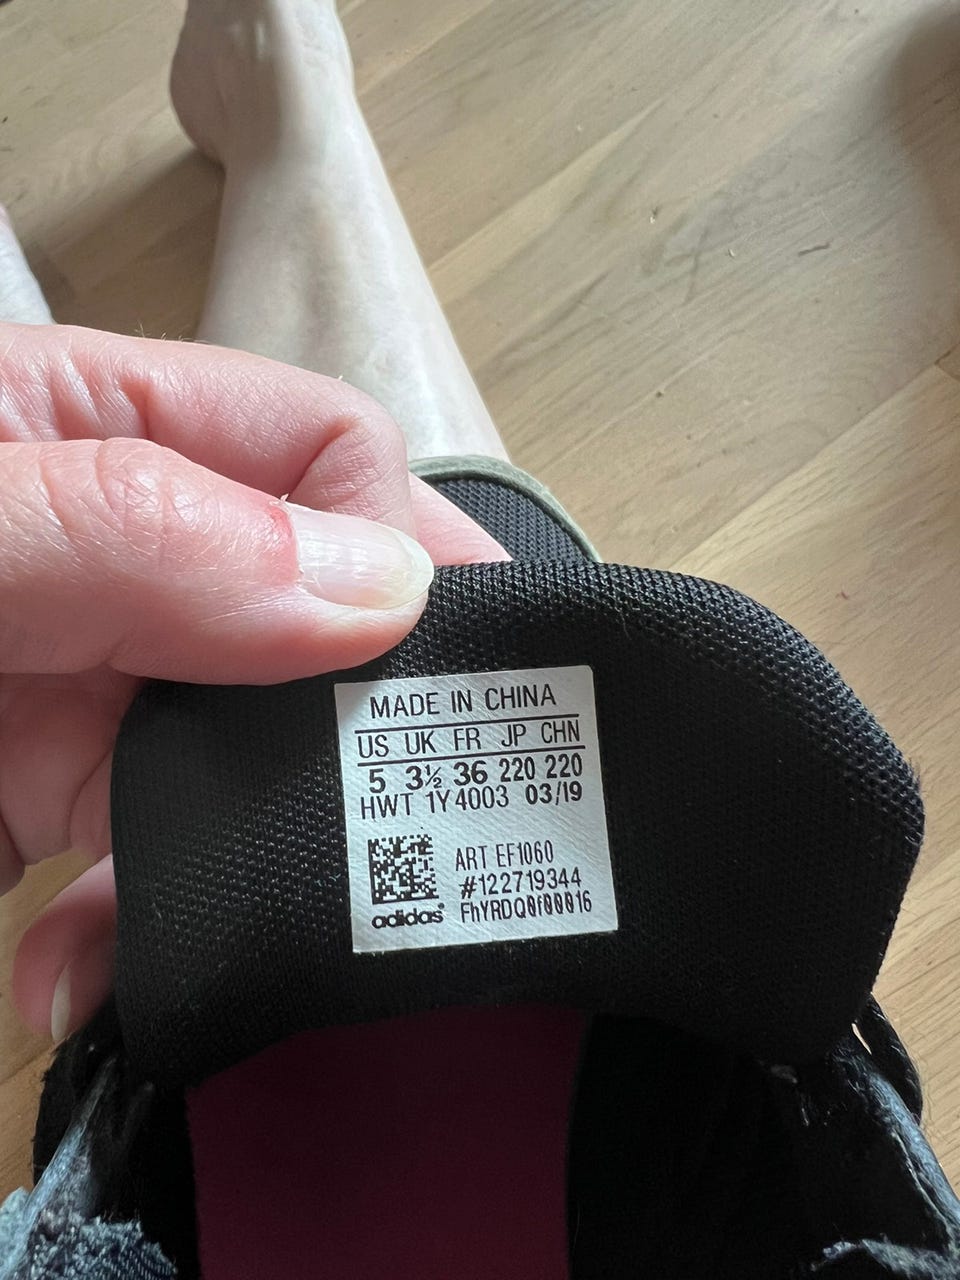 MADE IN CHINA
US UK FR JP CHN
5 3½ 36 220 220
HWT 1Y4003 03/19
ART EF1060
#122719344
FhYRDQ0f00016
adidas